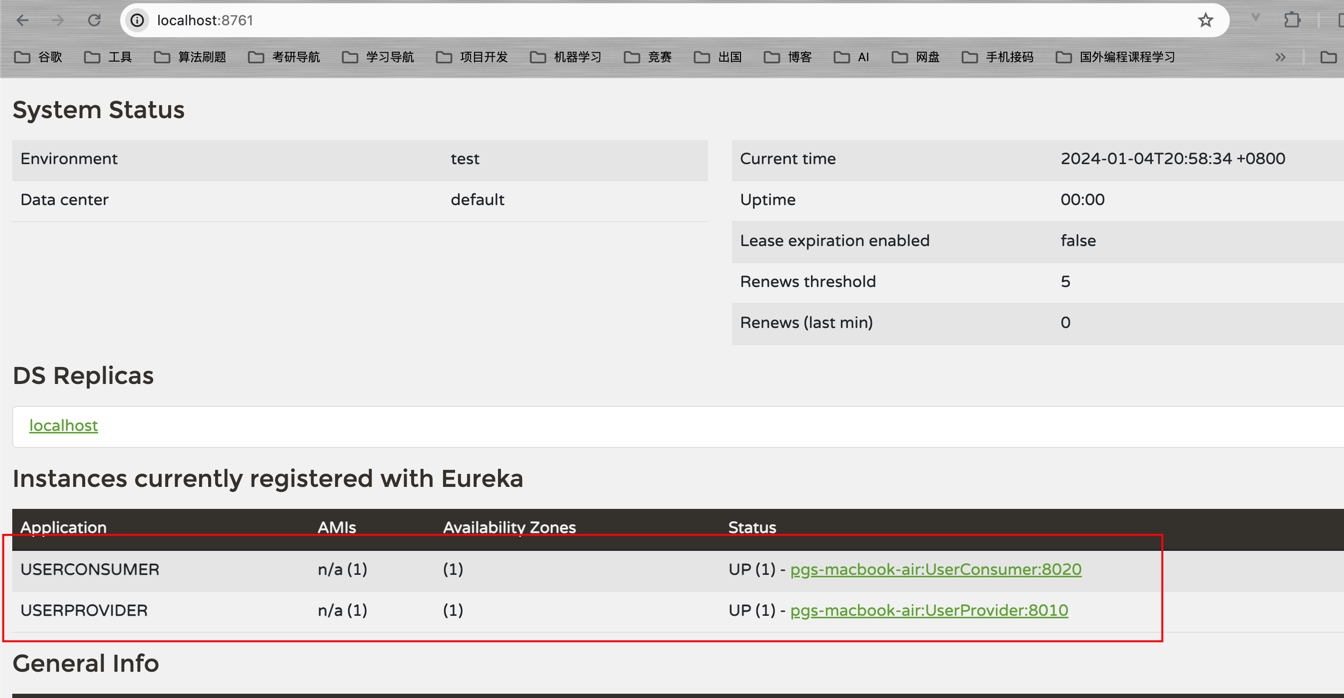 localhost:8761
谷歌 工具 算法刷题 考研导航 学习导航 项目开发 机器学习 竞赛 出国 博客 AI 网盘 手机接码 国外编程课程学习 »
System Status
Environment test Current time 2024-01-04T20:58:34 +0800
Data center default Uptime 00:00
Lease expiration enabled false
Renews threshold 5
Renews (last min) 0
DS Replicas
localhost
Instances currently registered with Eureka
Application AMIs Availability Zones Status
USERCONSUMER n/a (1) (1) UP (1) - pgs-macbook-air:UserConsumer:8020
USERPROVIDER n/a (1) (1) UP (1) - pgs-macbook-air:UserProvider:8010
General Info